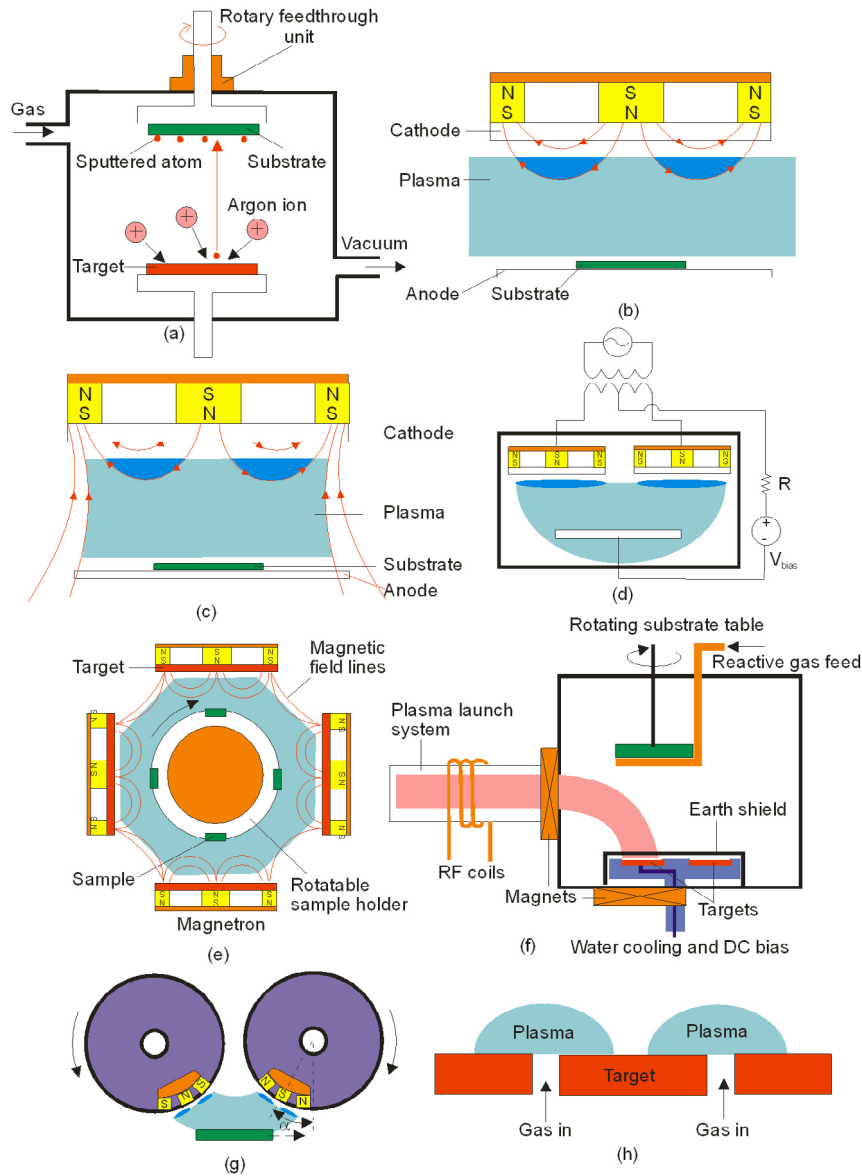 Rotary feedthrough
unit
Gas
Sputtered atom
Substrate
Argon ion
Target
Vacuum
(a)
N S N
S N S
Cathode
Plasma
Anode
Substrate
(b)
N S N
S N S
Cathode
Plasma
Substrate
Anode
(c)
N S N N S N
S N S S N S
R
+
-
Vbias
(d)
Target
Magnetic
field lines
N S N
S N S
N S
S N
N S
N S
S N
N S
Sample
Rotatable
sample holder
N S N
S N S
Magnetron
(e)
Rotating substrate table
Reactive gas feed
Plasma launch
system
Earth shield
RF coils
Magnets
Targets
Water cooling and DC bias
(f)
S N S
N S N
α
(g)
Plasma
Plasma
Target
Gas in
Gas in
(h)